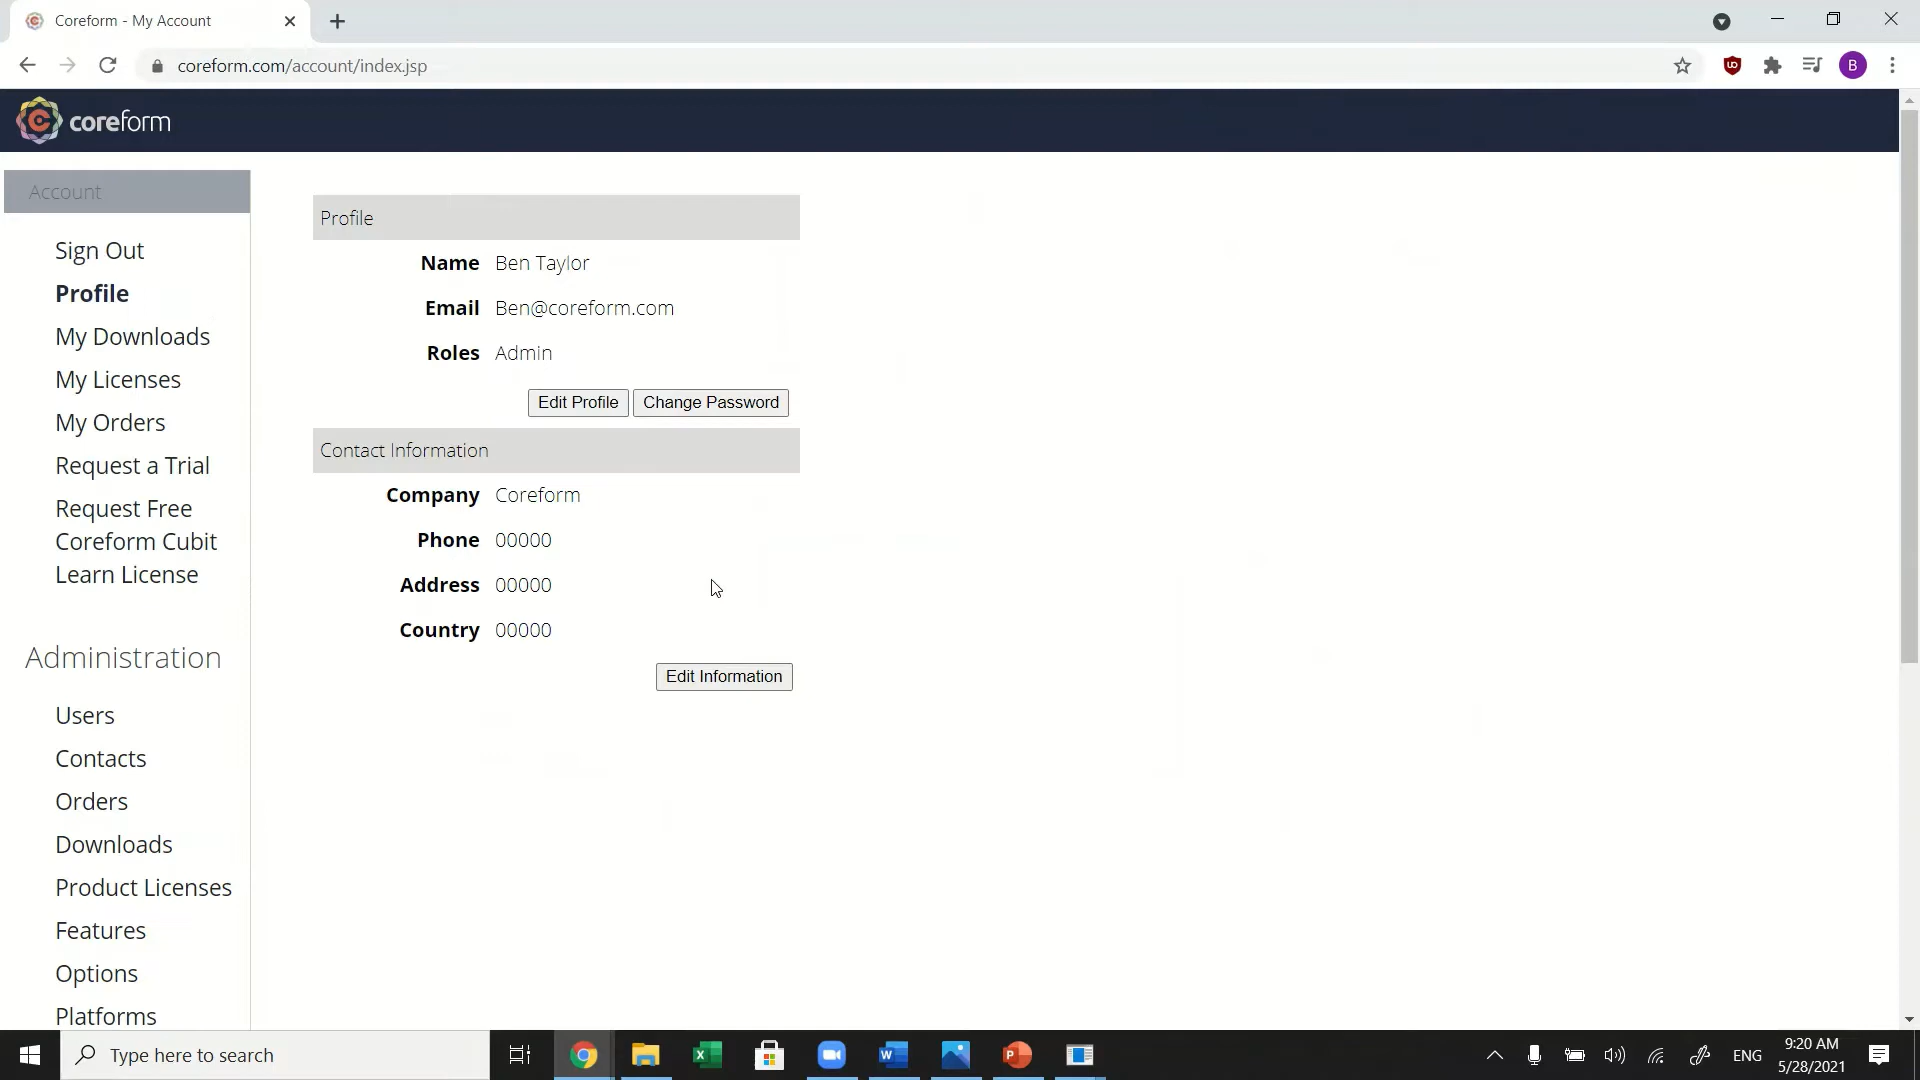 Coreform - My Account
coreform.com/account/index.jsp
B
coreform
Account
Sign Out
Profile
My Downloads
My Licenses
My Orders
Request a Trial
Request Free
Coreform Cubit
Learn License
Administration
Users
Contacts
Orders
Downloads
Product Licenses
Features
Options
Platforms
Profile
Name Ben Taylor
Email Ben@coreform.com
Roles Admin
Edit Profile Change Password
Contact Information
Company Coreform
Phone 00000
Address 00000
Country 00000
Edit Information
Type here to search
ENG
9:20 AM
5/28/2021